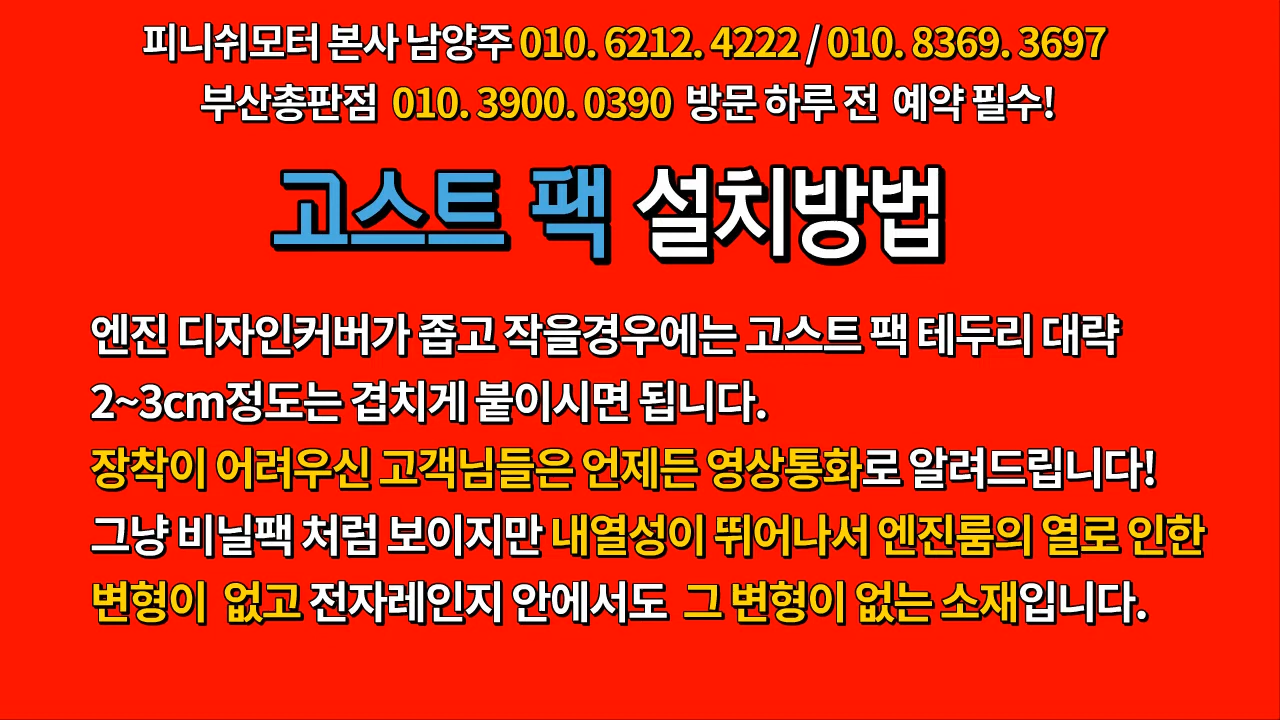 피니쉬모터 본사 남양주 010. 6212. 4222 / 010. 8369. 3697
부산총판점 010. 3900. 0390 방문 하루 전 예약 필수!
고스트 팩 설치방법
엔진 디자인커버가 좁고 작을경우에는 고스트 팩 테두리 대략
2~3cm정도는 겹치게 붙이시면 됩니다.
장착이 어려우신 고객님들은 언제든 영상통화로 알려드립니다!
그냥 비닐팩 처럼 보이지만 내열성이 뛰어나서 엔진룸의 열로 인한
변형이 없고 전자레인지 안에서도 그 변형이 없는 소재입니다.